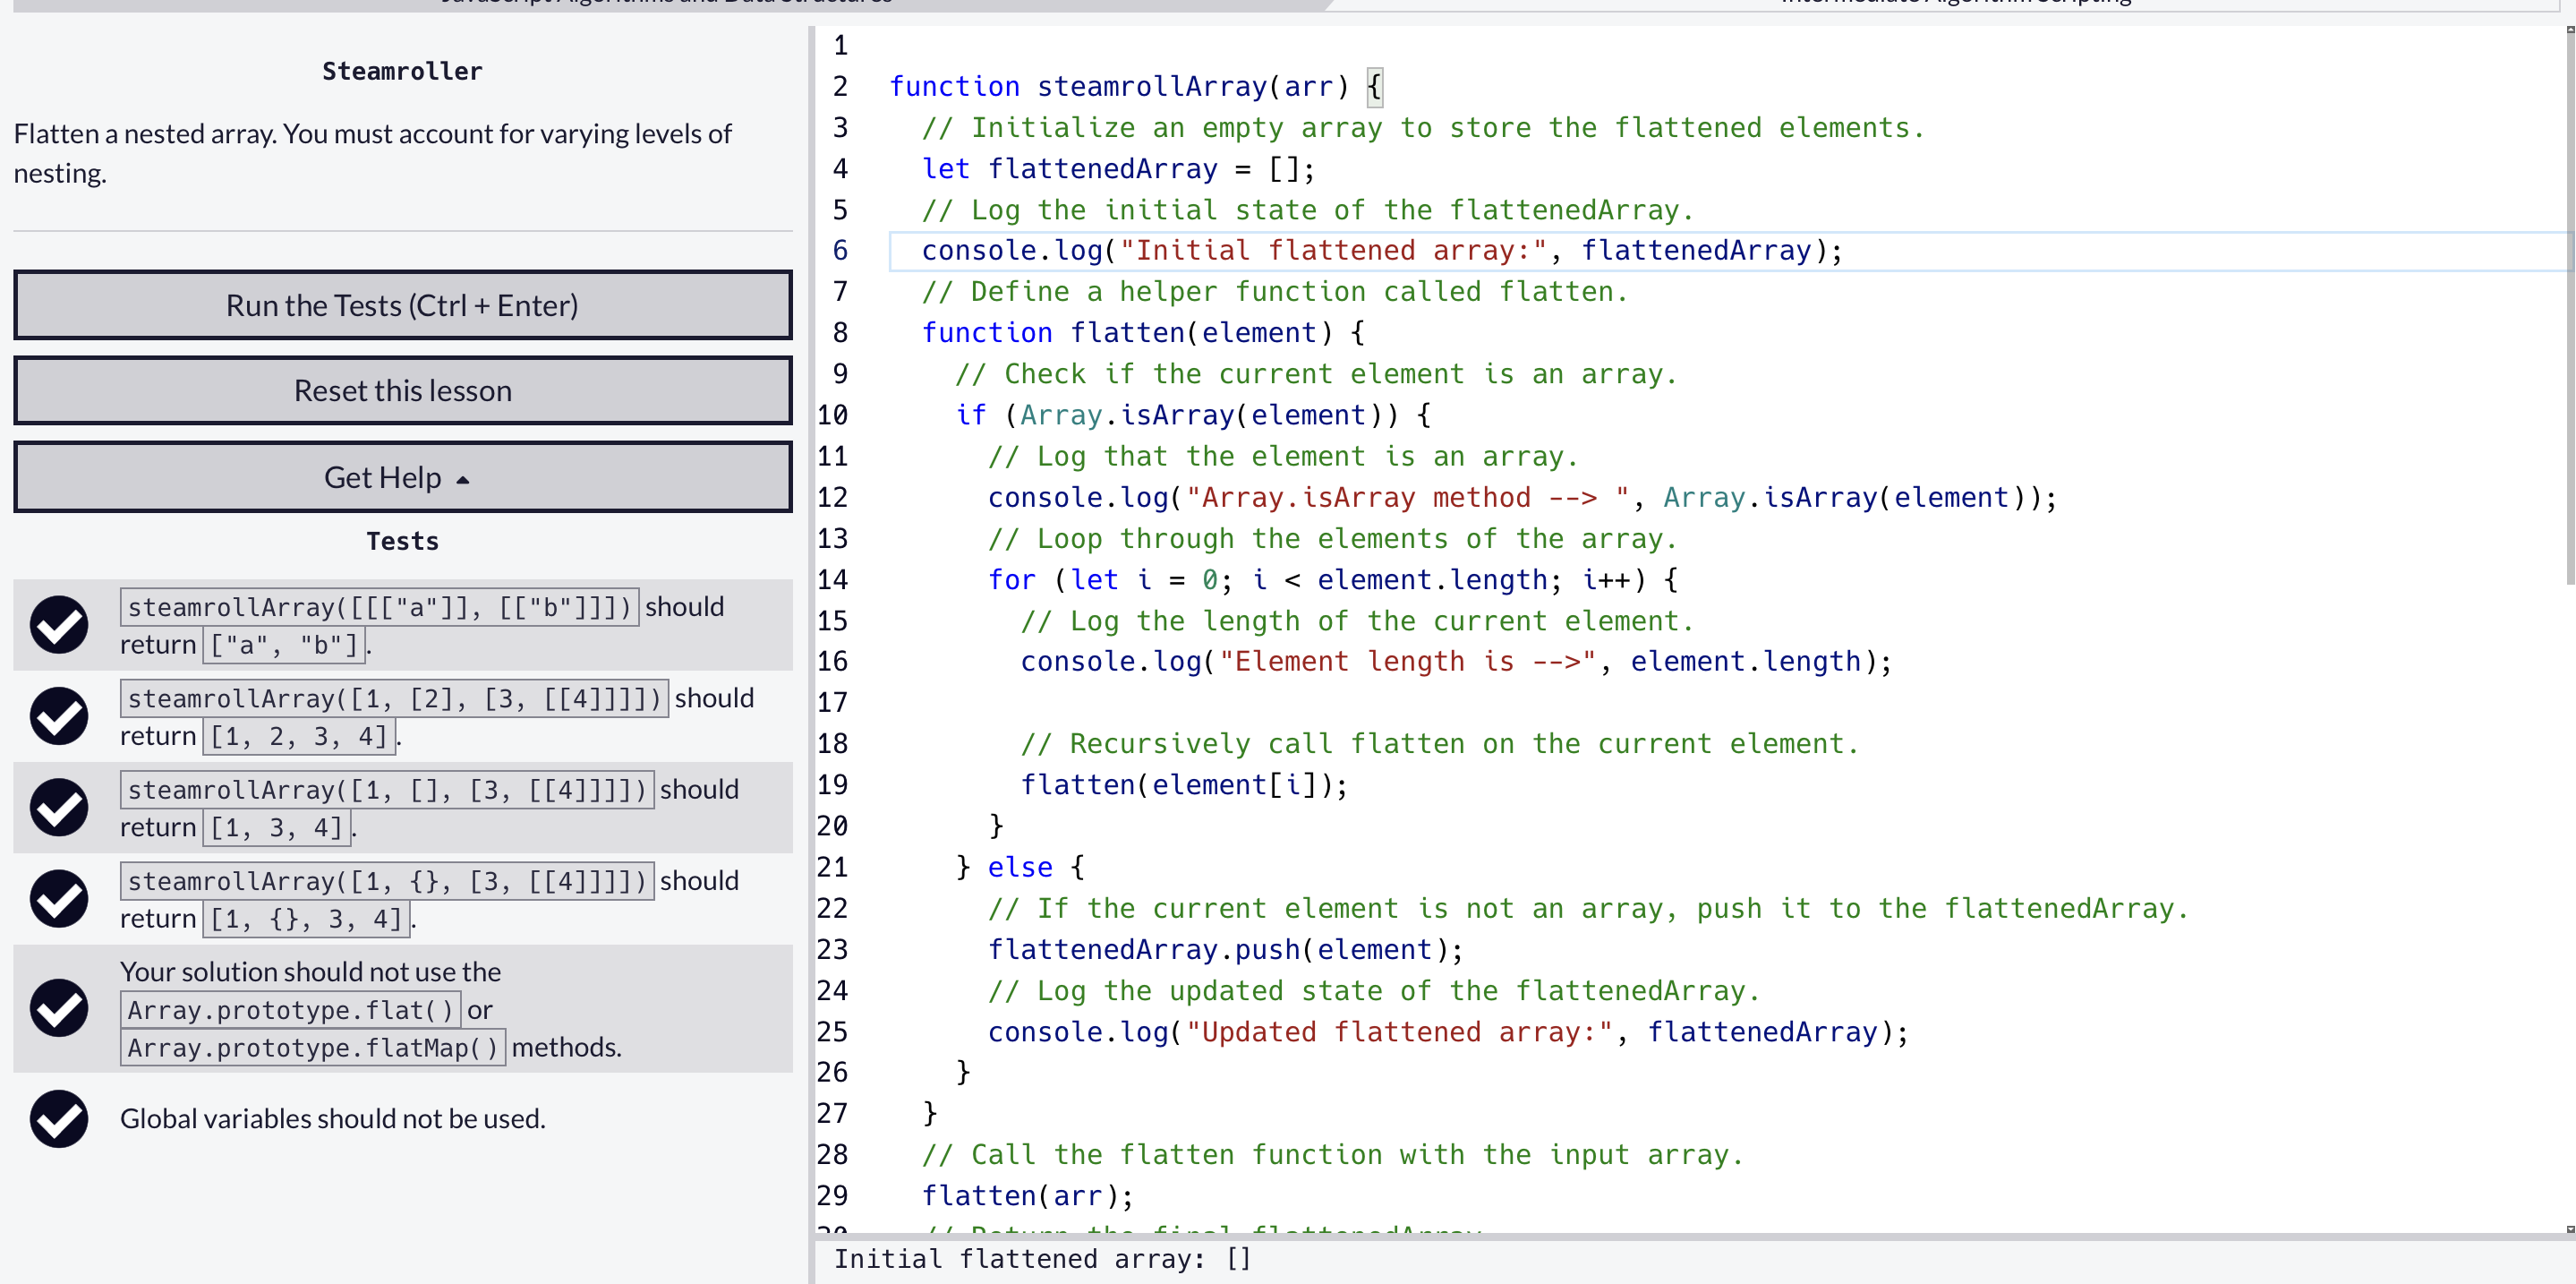 JavaScript Algorithms and Data Structures
Intermediate Algorithm Scripting
Steamroller
Flatten a nested array. You must account for varying levels of
nesting.
Run the Tests (Ctrl + Enter)
Reset this lesson
Get Help
Tests
steamrollArray([[["a"]], [["b"]]]) should
return ["a", "b"].
steamrollArray([1, [2], [3, [[4]]]]) should
return [1, 2, 3, 4].
steamrollArray([1, [], [3, [[4]]]]) should
return [1, 3, 4].
steamrollArray([1, {}, [3, [[4]]]]) should
return [1, {}, 3, 4].
Your solution should not use the
Array.prototype.flat() or
Array.prototype.flatMap() methods.
Global variables should not be used.
1
2 function steamrollArray(arr) {
3 // Initialize an empty array to store the flattened elements.
4 let flattenedArray = [];
5 // Log the initial state of the flattenedArray.
6 console.log("Initial flattened array:", flattenedArray);
7 // Define a helper function called flatten.
8 function flatten(element) {
9 // Check if the current element is an array.
10 if (Array.isArray(element)) {
11 // Log that the element is an array.
12 console.log("Array.isArray method --> ", Array.isArray(element));
13 // Loop through the elements of the array.
14 for (let i = 0; i < element.length; i++) {
15 // Log the length of the current element.
16 console.log("Element length is -->", element.length);
17
18 // Recursively call flatten on the current element.
19 flatten(element[i]);
20 }
21 } else {
22 // If the current element is not an array, push it to the flattenedArray.
23 flattenedArray.push(element);
24 // Log the updated state of the flattenedArray.
25 console.log("Updated flattened array:", flattenedArray);
26 }
27 }
28 // Call the flatten function with the input array.
29 flatten(arr);
30 // Return the final flattenedArray
Initial flattened array: []